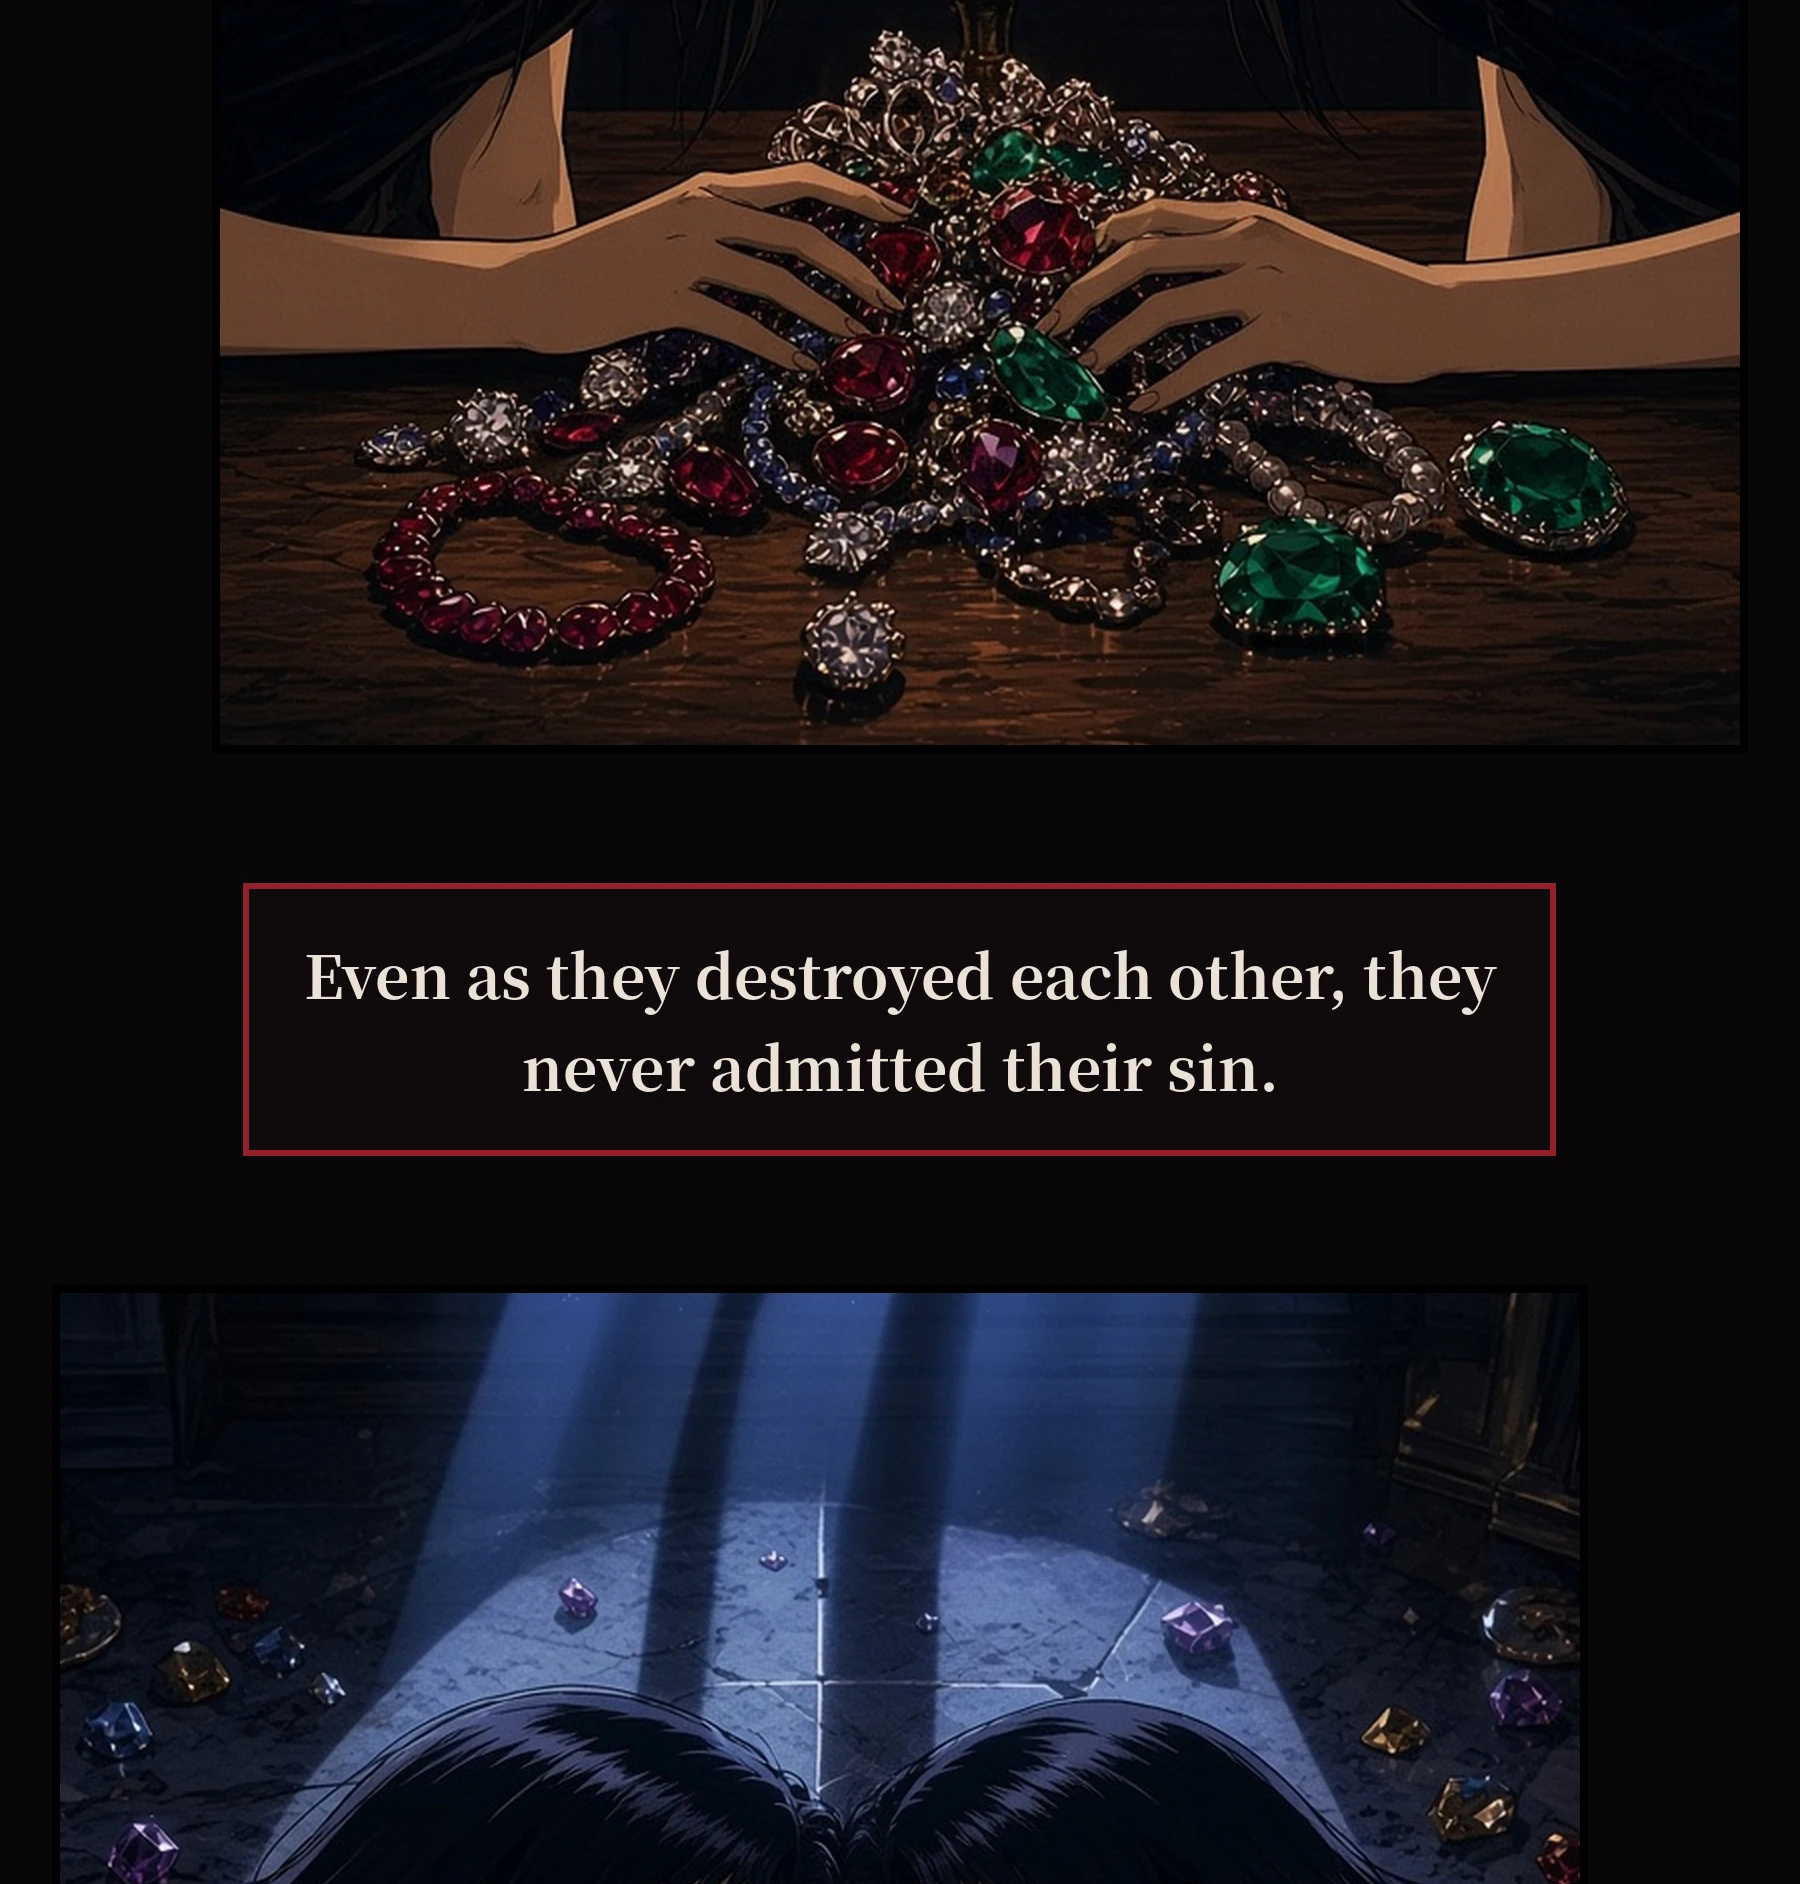 Even as they destroyed each other, they
never admitted their sin.